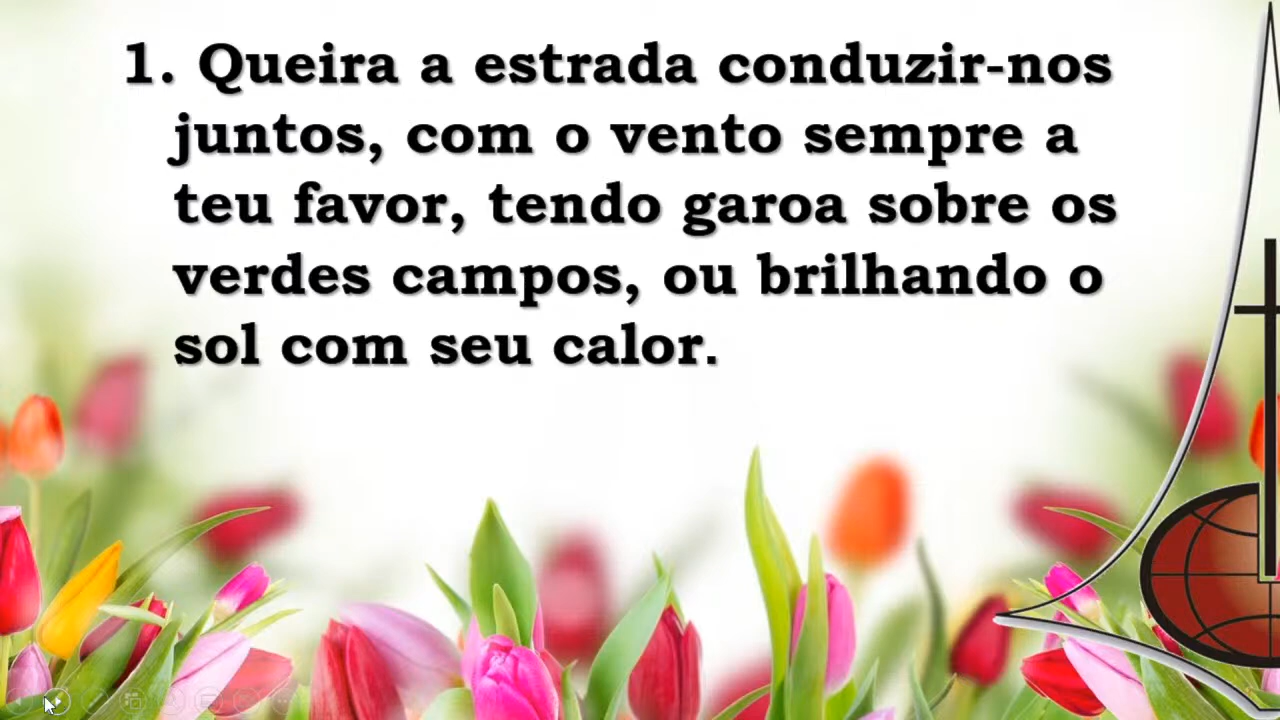 1. Queira a estrada conduzir-nos
juntos, com o vento sempre a
teu favor, tendo garoa sobre os
verdes campos, ou brilhando o
sol com seu calor.